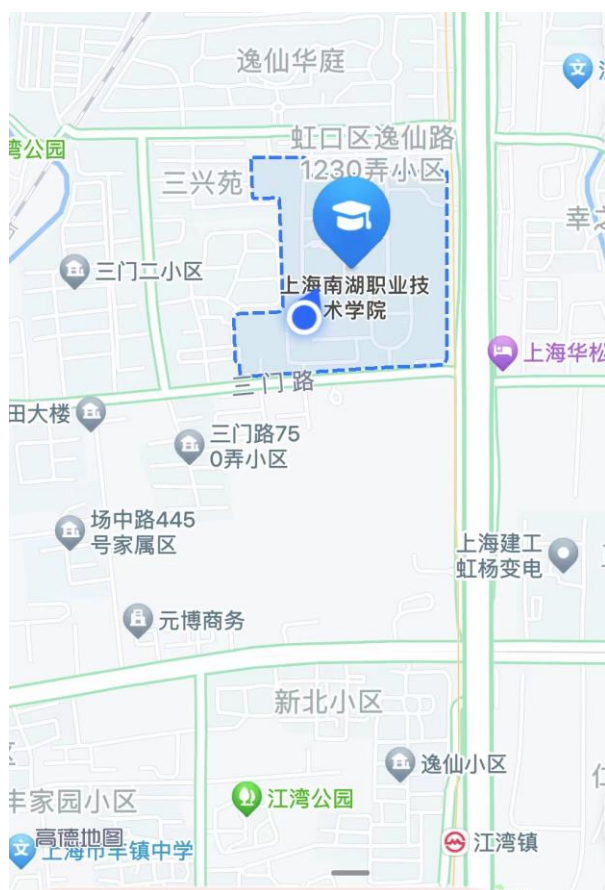 逸仙华庭
文
虹口区逸仙路
1230弄小区
湾公园
三兴苑
幸之
三门二小区
上海南湖职业技
术学院
上海华松
三门路
田大楼
三门路75
0弄小区
场中路445
号家属区
上海建工
虹杨变电
元博商务
新北小区
逸仙小区
丰家园小区
江湾公园
高德地图
文
上海市丰镇中学
江湾镇